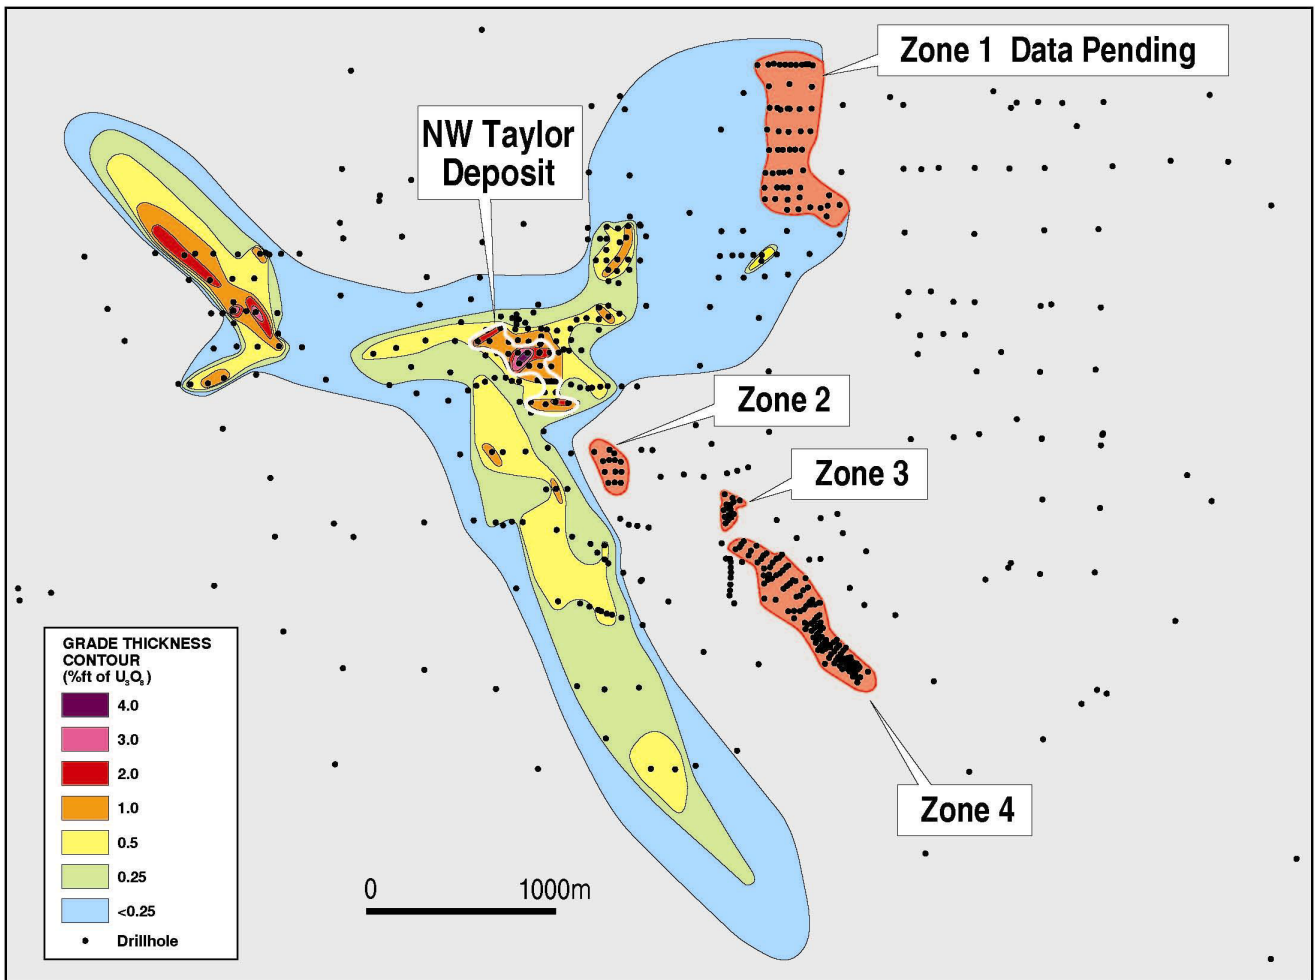 Zone 1 Data Pending
NW Taylor
Deposit
Zone 2
Zone 3
Zone 4
GRADE THICKNESS
CONTOUR
(%ft of U₃O₈)
4.0
3.0
2.0
1.0
0.5
0.25
<0.25
Drillhole
0 1000m